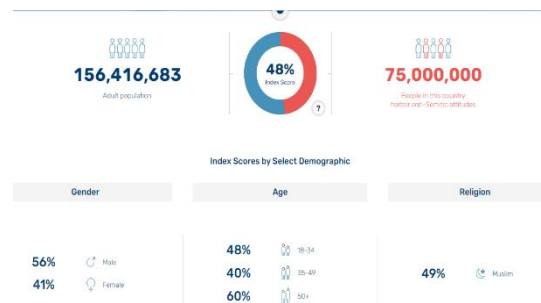 156,416,683
Adult population
48%
Index Score
?
75,000,000
People in this country
harbor anti-Semitic attitudes
Index Scores by Select Demographic
Gender
Age
Religion
56%
Male
41%
Female
48%
18-34
40%
35-49
60%
50+
49%
Muslim